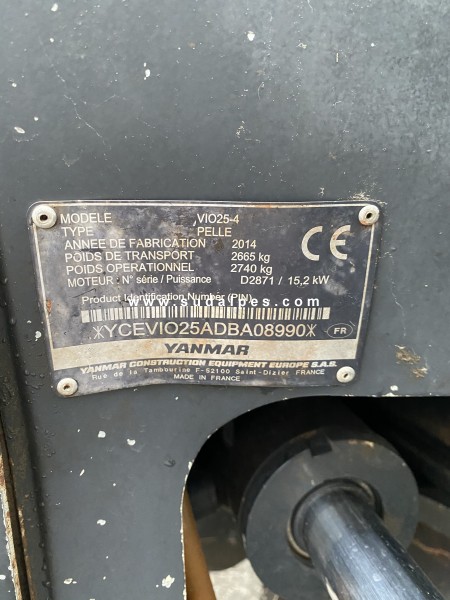 MODELE VIO25-4
TYPE PELLE
ANNEE DE FABRICATION 2014
POIDS DE TRANSPORT 2665 kg
POIDS OPERATIONNEL 2740 kg
MOTEUR : N° série / Puissance D2871 / 15,2 kW
CE
Product Identification Number (PIN)
www.sudalpes.com
*YCEVIO25ADBA08990*
FR
YANMAR
YANMAR CONSTRUCTION EQUIPMENT EUROPE S.A.S.
Rue de la Tambourine F-52100 Saint-Dizier FRANCE
MADE IN FRANCE